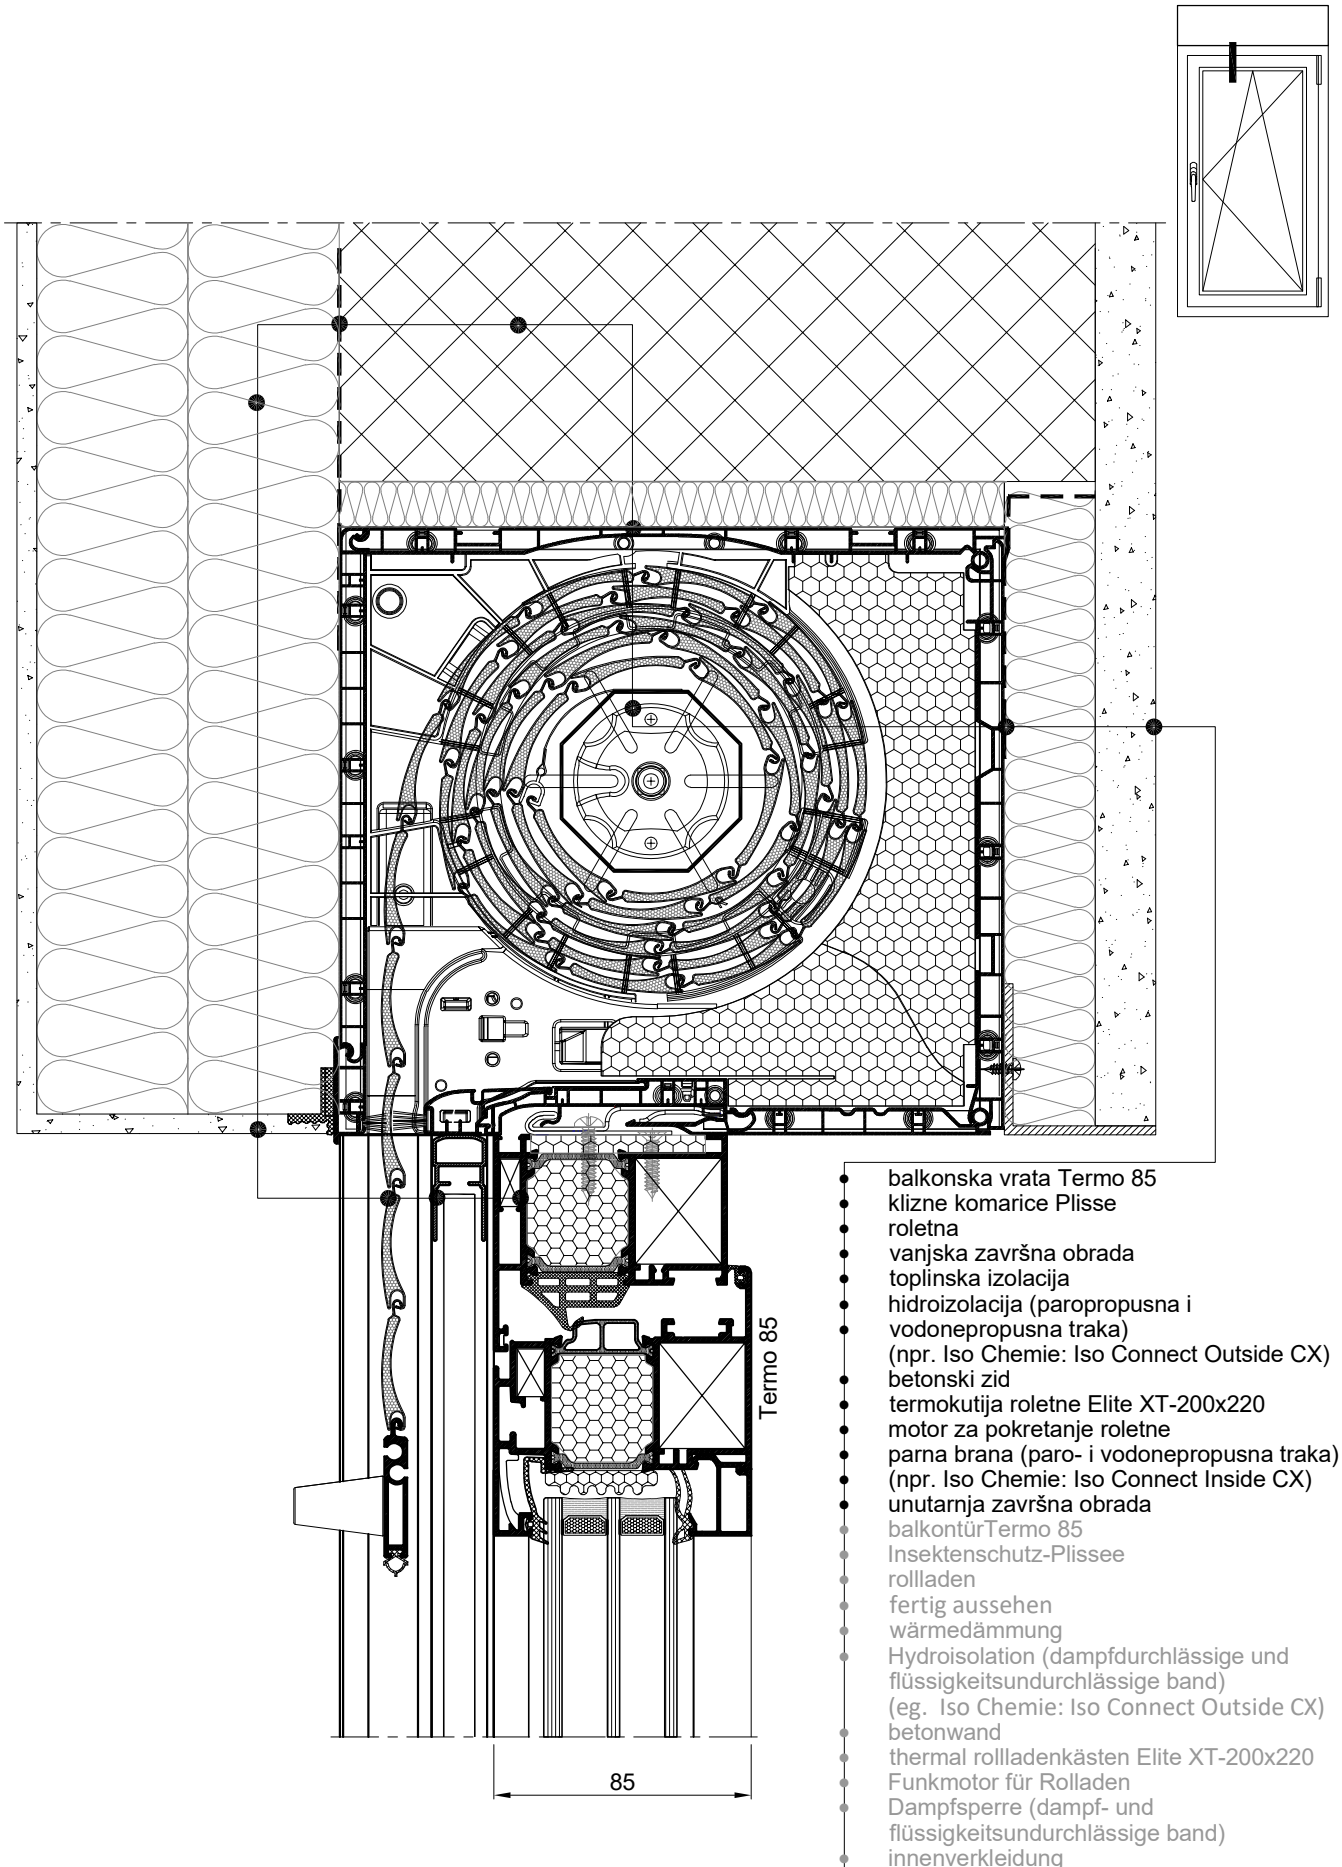 balkonska vrata Termo 85
klizne komarice Plisse
roletna
vanjska završna obrada
toplinska izolacija
hidroizolacija (paropropusna i
vodonepropusna traka)
(npr. Iso Chemie: Iso Connect Outside CX)
betonski zid
termokutija roletne Elite XT-200x220
motor za pokretanje roletne
parna brana (paro- i vodonepropusna traka)
(npr. Iso Chemie: Iso Connect Inside CX)
unutarnja završna obrada
balkontürTermo 85
Insektenschutz-Plissee
rollladen
fertig aussehen
wärmedämmung
Hydroisolation (dampfdurchlässige und
flüssigkeitsundurchlässige band)
(eg. Iso Chemie: Iso Connect Outside CX)
betonwand
thermal rollladenkästen Elite XT-200x220
Funkmotor für Rolladen
Dampfsperre (dampf- und
flüssigkeitsundurchlässige band)
innenverkleidung
Termo 85
85